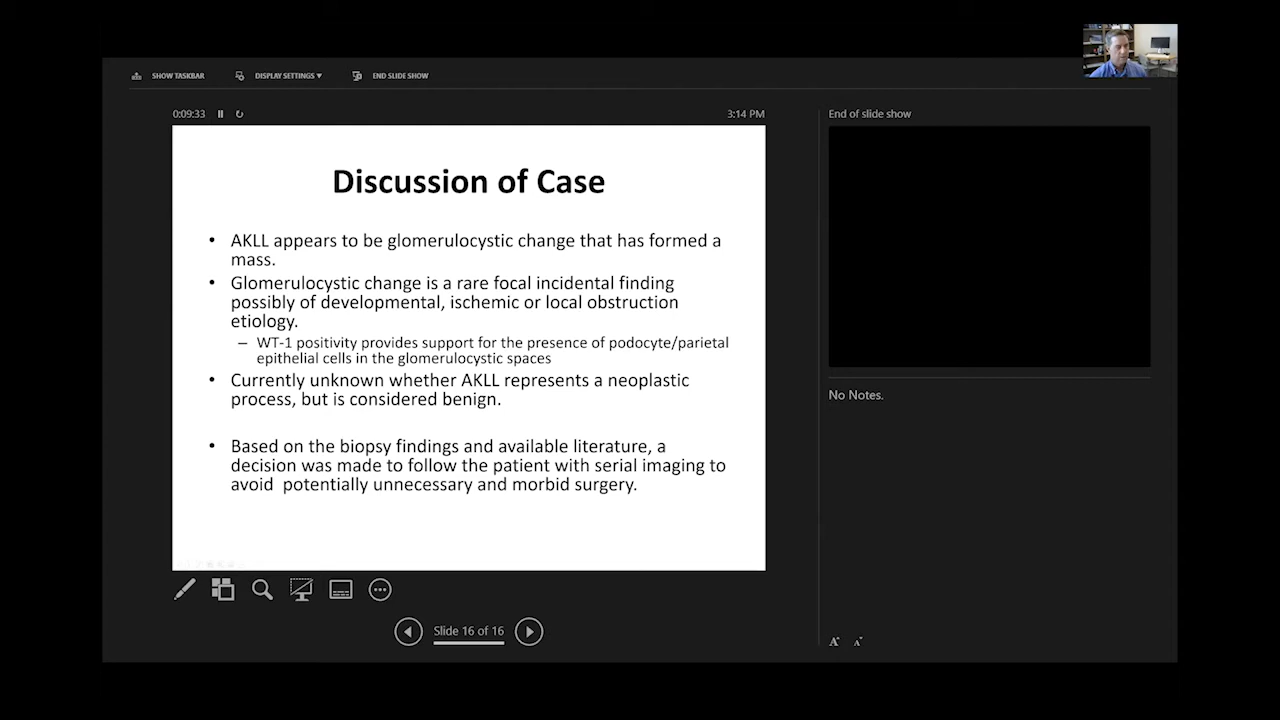 SHOW TASKBAR
DISPLAY SETTINGS ▼
END SLIDE SHOW
0:09:33
3:14 PM
End of slide show
Discussion of Case
• AKLL appears to be glomerulocystic change that has formed a
mass.
• Glomerulocystic change is a rare focal incidental finding
possibly of developmental, ischemic or local obstruction
etiology.
– WT-1 positivity provides support for the presence of podocyte/parietal
epithelial cells in the glomerulocystic spaces
• Currently unknown whether AKLL represents a neoplastic
process, but is considered benign.
• Based on the biopsy findings and available literature, a
decision was made to follow the patient with serial imaging to
avoid  potentially unnecessary and morbid surgery.
No Notes.
Slide 16 of 16
A A